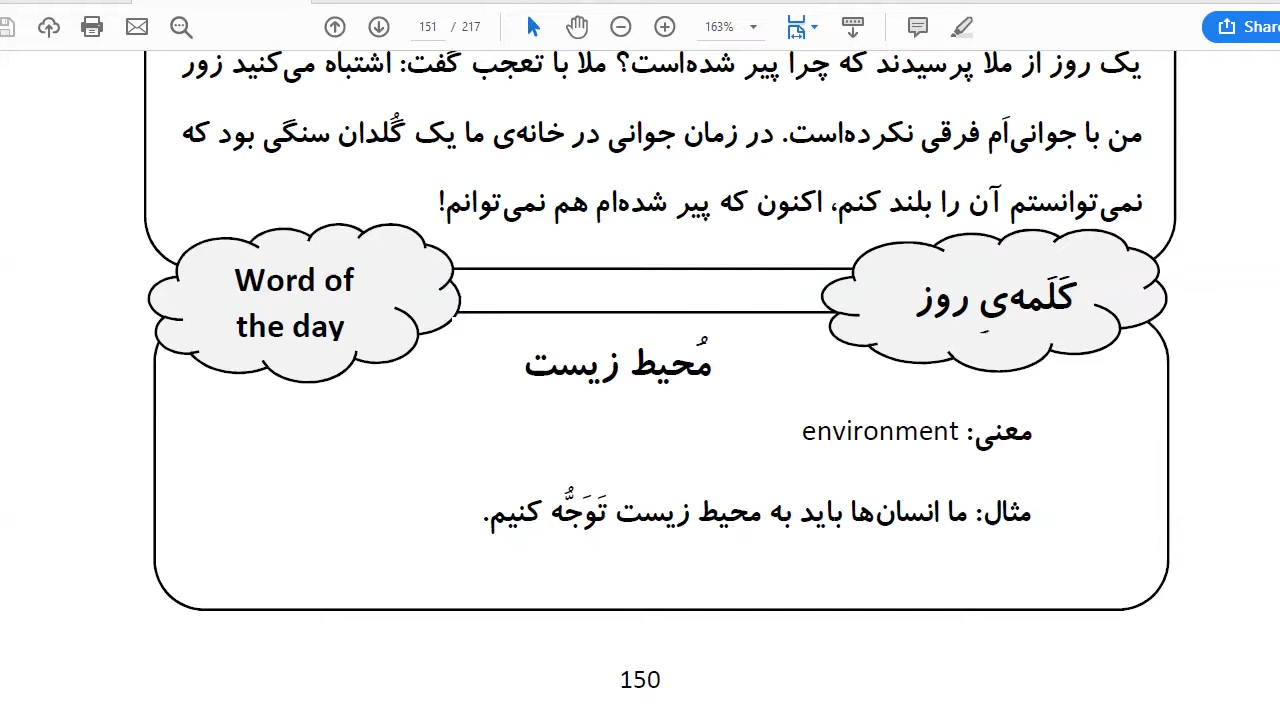 151 / 217
163%
Share
یک روز از ملا پرسیدند که چرا پیر شده‌است؟ ملا با تعجب گفت: اشتباه می‌کنید زور
من با جوانی‌اَم فرقی نکرده‌است. در زمان جوانی در خانه‌ی ما یک گُلدان سنگی بود که
نمی‌توانستم آن را بلند کنم، اکنون که پیر شده‌ام هم نمی‌توانم!
کَلَمه‌یِ روز
Word of
the day
مُحیط زیست
معنی: environment
مثال: ما انسان‌ها باید به محیط زیست تَوَجُّه کنیم.
150